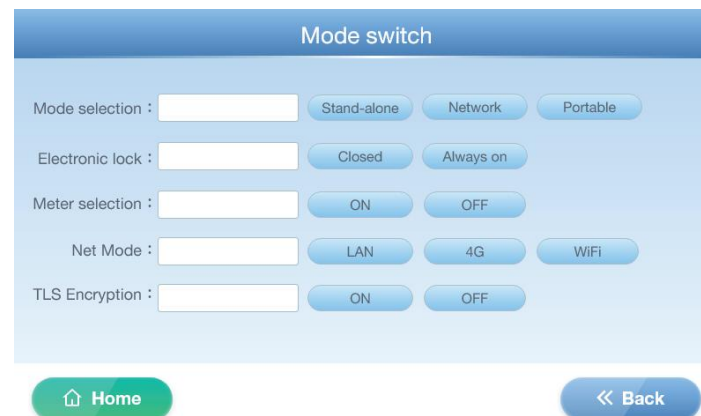 Mode switch
Mode selection： Stand-alone Network Portable
Electronic lock： Closed Always on
Meter selection： ON OFF
Net Mode： LAN 4G WiFi
TLS Encryption： ON OFF
Home Back